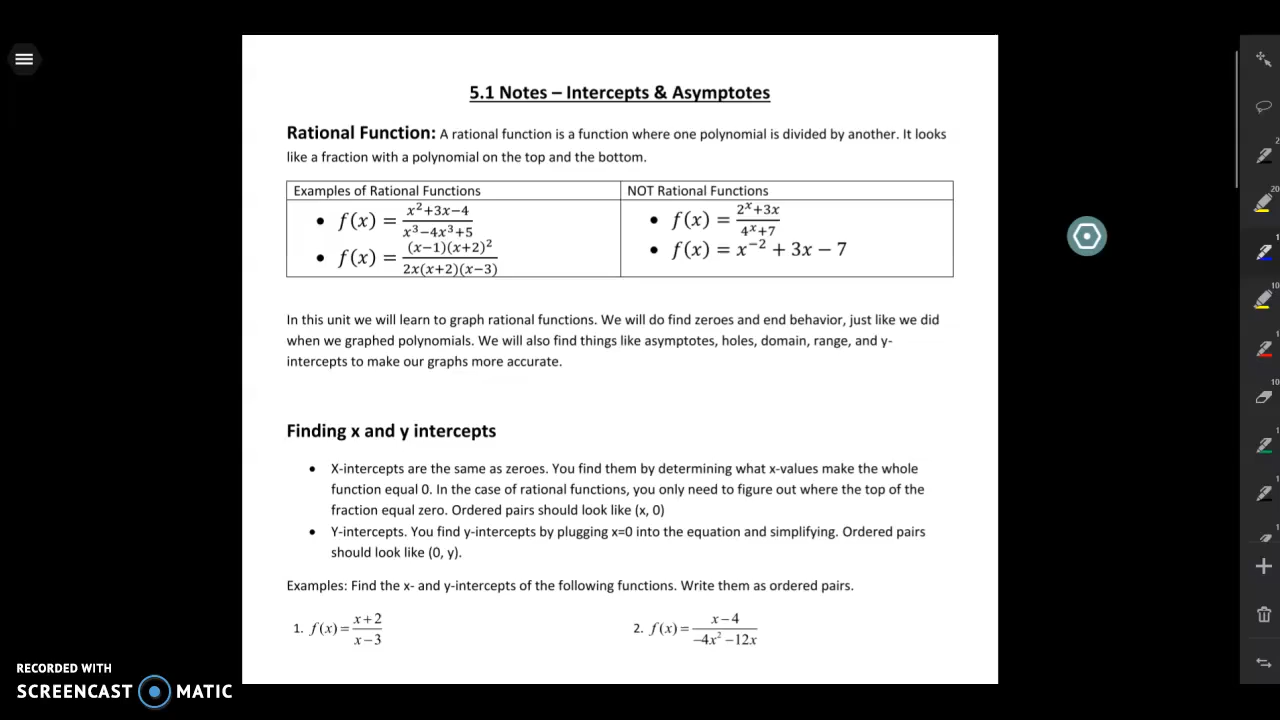 5.1 Notes – Intercepts & Asymptotes
Rational Function: A rational function is a function where one polynomial is divided by another. It looks
like a fraction with a polynomial on the top and the bottom.
Examples of Rational Functions
• f(x) = (x²+3x−4)/(x³−4x³+5)
• f(x) = ((x−1)(x+2)²)/(2x(x+2)(x−3))
NOT Rational Functions
• f(x) = (2ˣ+3x)/(4ˣ+7)
• f(x) = x⁻² + 3x − 7
In this unit we will learn to graph rational functions. We will do find zeroes and end behavior, just like we did
when we graphed polynomials. We will also find things like asymptotes, holes, domain, range, and y-
intercepts to make our graphs more accurate.
Finding x and y intercepts
• X-intercepts are the same as zeroes. You find them by determining what x-values make the whole
function equal 0. In the case of rational functions, you only need to figure out where the top of the
fraction equal zero. Ordered pairs should look like (x, 0)
• Y-intercepts. You find y-intercepts by plugging x=0 into the equation and simplifying. Ordered pairs
should look like (0, y).
Examples: Find the x- and y-intercepts of the following functions. Write them as ordered pairs.
1. f(x) = (x+2)/(x−3)
2. f(x) = (x−4)/(−4x²−12x)
RECORDED WITH
SCREENCAST MATIC